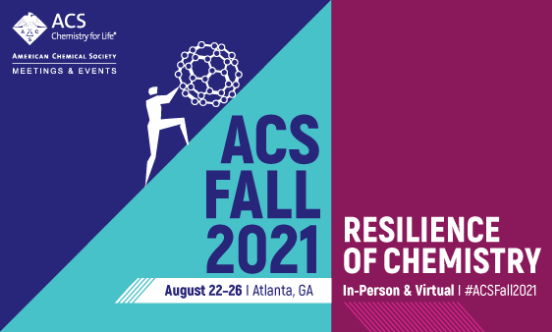 ACS
Chemistry for Life®
AMERICAN CHEMICAL SOCIETY
MEETINGS & EVENTS
ACS
FALL
2021
August 22–26 | Atlanta, GA
RESILIENCE
OF CHEMISTRY
In-Person & Virtual | #ACSFall2021